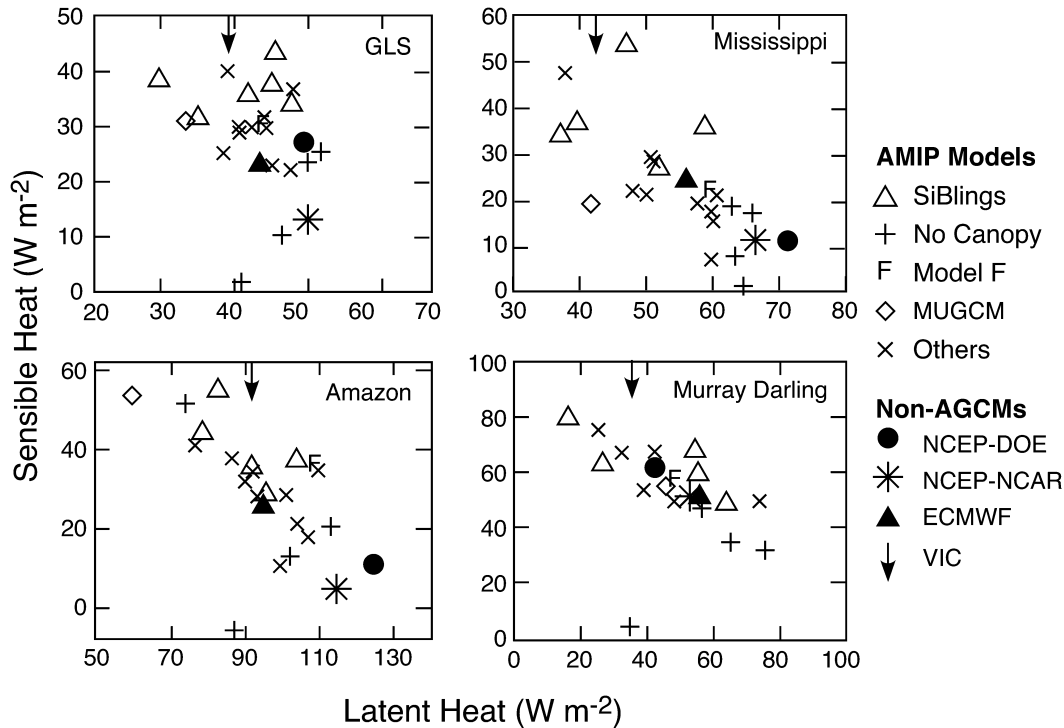 Sensible Heat (W m-2)
50
40
30
20
10
0
GLS
F
20 30 40 50 60 70
60
50
40
30
20
10
0
Mississippi
F
30 40 50 60 70 80
60
40
20
0
Amazon
F
50 70 90 110 130
100
80
60
40
20
0
Murray Darling
F
0 20 40 60 80 100
Latent Heat (W m-2)
AMIP Models
SiBlings
No Canopy
F Model F
MUGCM
Others
Non-AGCMs
NCEP-DOE
NCEP-NCAR
ECMWF
VIC